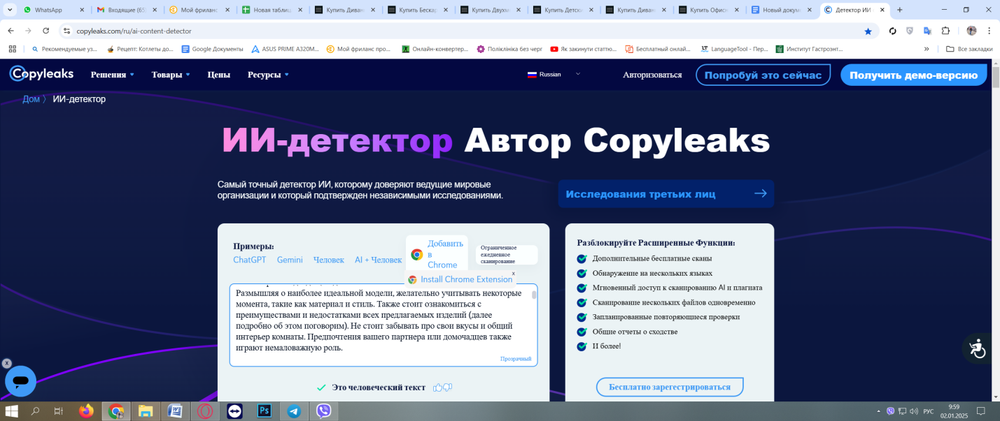 WhatsApp
Входящие (65
Мой фриланс
Новая таблиц
Купить Диван
Купить Бескар
Купить Двухм
Купить Детски
Купить Диван
Купить Офисн
Новый докуме
Детектор ИИ
copyleaks.com/ru/ai-content-detector
Рекомендуемые уз...
Рецепт: Котлеты до...
Google Документы
ASUS PRIME A320M...
Мой фриланс про...
Онлайн-конвертер...
Поліклініка без черг
Як закинути статтю...
Бесплатный онлай...
LanguageTool - Пер...
Институт Гастроэнт...
Все закладки
Copyleaks Решения Товары Цены Ресурсы Russian Авторизоваться Попробуй это сейчас Получить демо-версию
Дом 〉 ИИ-детектор
ИИ-детектор Автор Copyleaks
Самый точный детектор ИИ, которому доверяют ведущие мировые
организации и который подтвержден независимыми исследованиями.
Исследования третьих лиц
Примеры:
ChatGPT Gemini Человек AI + Человек
Добавить
в
Chrome
Ограниченное
ежедневное
сканирование
x
Install Chrome Extension
Размышляя о наиболее идеальной модели, желательно учитывать некоторые
момента, такие как материал и стиль. Также стоит ознакомиться с
преимуществами и недостатками всех предлагаемых изделий (далее
подробно об этом поговорим). Не стоит забывать про свои вкусы и общий
интерьер комнаты. Предпочтения вашего партнера или домочадцев также
играют немаловажную роль.
Прозрачный
Это человеческий текст
Разблокируйте Расширенные Функции:
Дополнительные бесплатные сканы
Обнаружение на нескольких языках
Мгновенный доступ к сканированию AI и плагиата
Сканирование нескольких файлов одновременно
Запланированные повторяющиеся проверки
Общие отчеты о сходстве
И более!
Бесплатно зарегестрироваться
x
W
Ps
РУС
9:59
02.01.2025